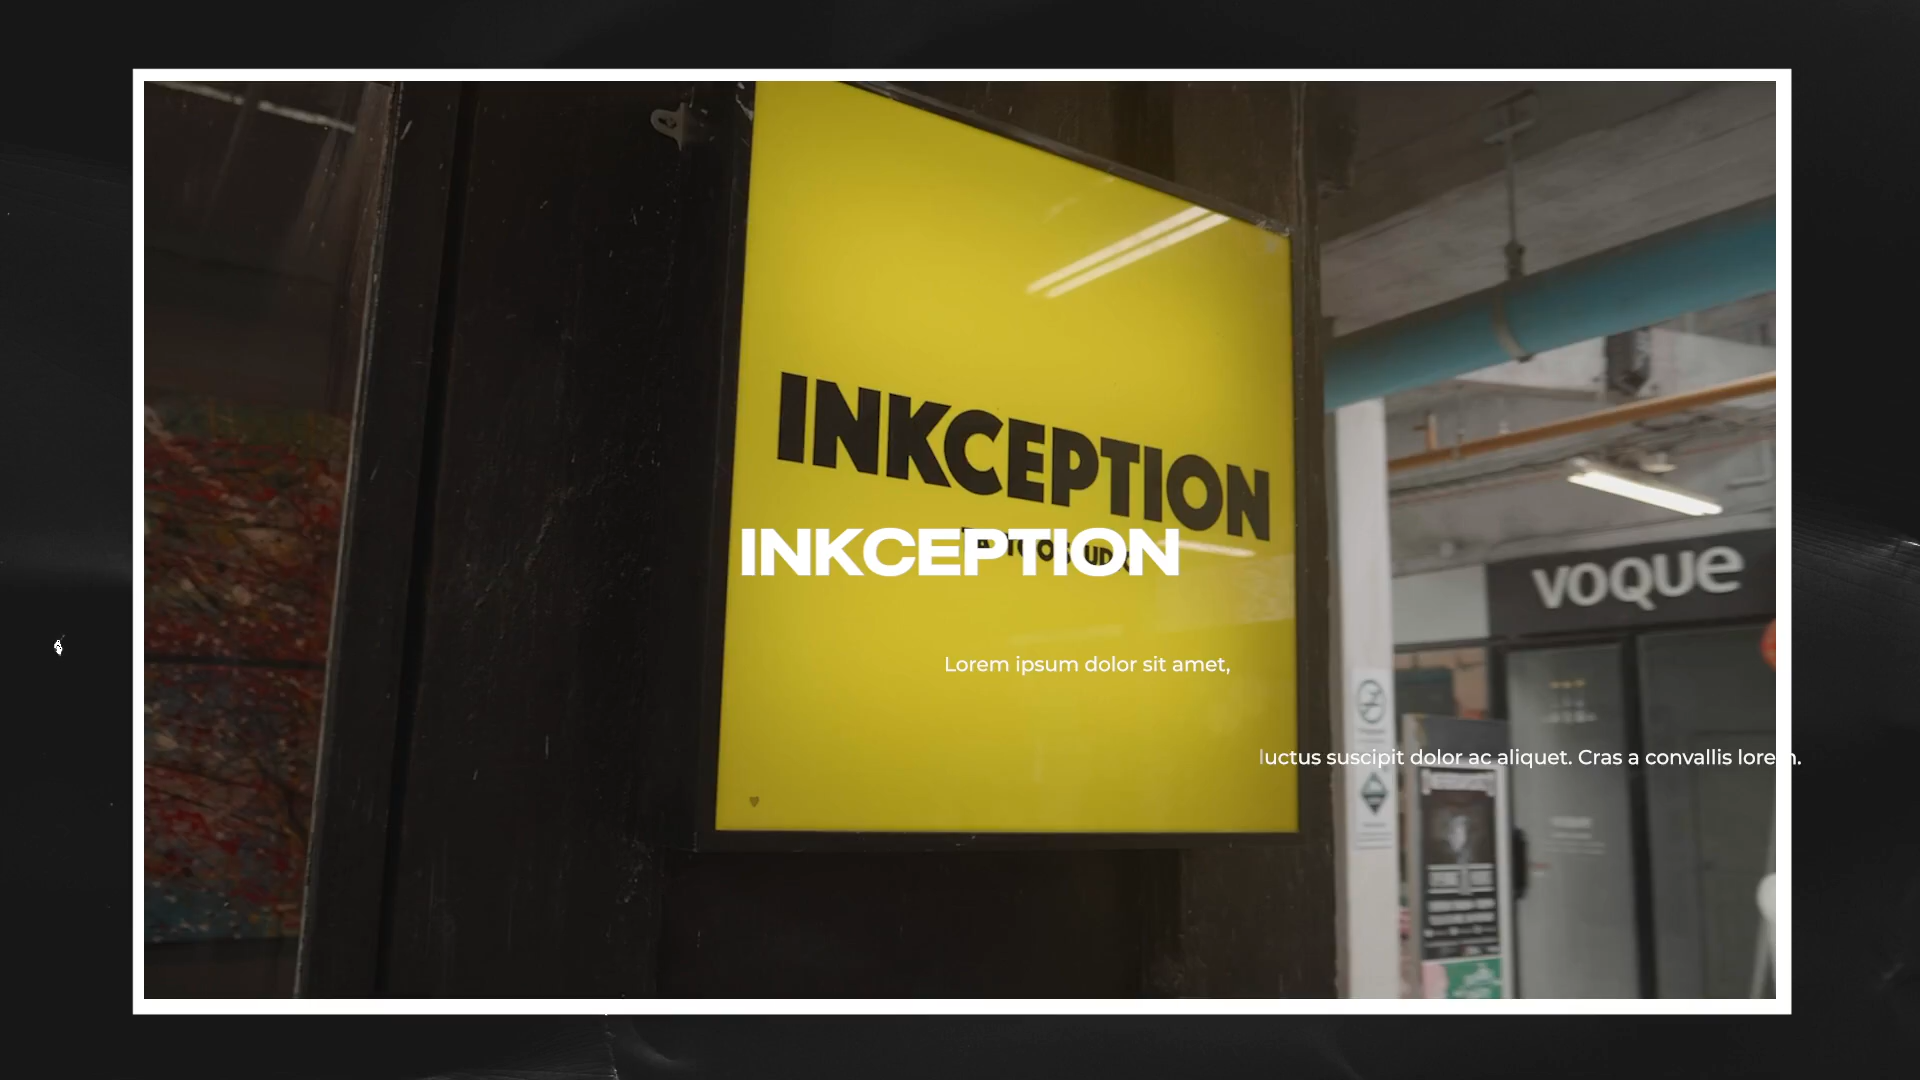 INKCEPTION
INKCEPTION
VOQUE
Lorem ipsum dolor sit amet,
luctus suscipit dolor ac aliquet. Cras a convallis lorem.